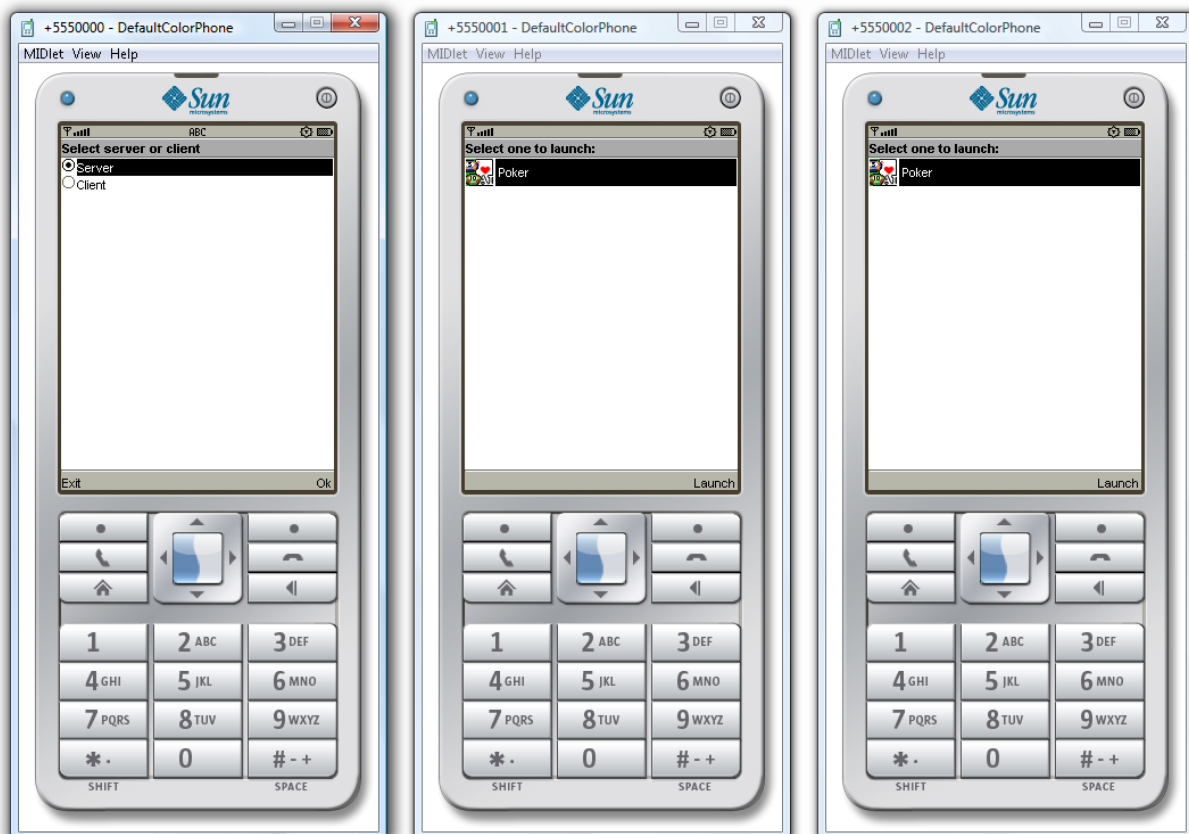 +5550000 - DefaultColorPhone
MIDlet View Help
Sun
microsystems
ABC
Select server or client
Server
Client
Exit Ok
1 2 ABC 3 DEF
4 GHI 5 JKL 6 MNO
7 PQRS 8 TUV 9 WXYZ
* . 0 # - +
SHIFT SPACE
+5550001 - DefaultColorPhone
MIDlet View Help
Sun
microsystems
Select one to launch:
Poker
Launch
1 2 ABC 3 DEF
4 GHI 5 JKL 6 MNO
7 PQRS 8 TUV 9 WXYZ
* . 0 # - +
SHIFT SPACE
+5550002 - DefaultColorPhone
MIDlet View Help
Sun
microsystems
Select one to launch:
Poker
Launch
1 2 ABC 3 DEF
4 GHI 5 JKL 6 MNO
7 PQRS 8 TUV 9 WXYZ
* . 0 # - +
SHIFT SPACE